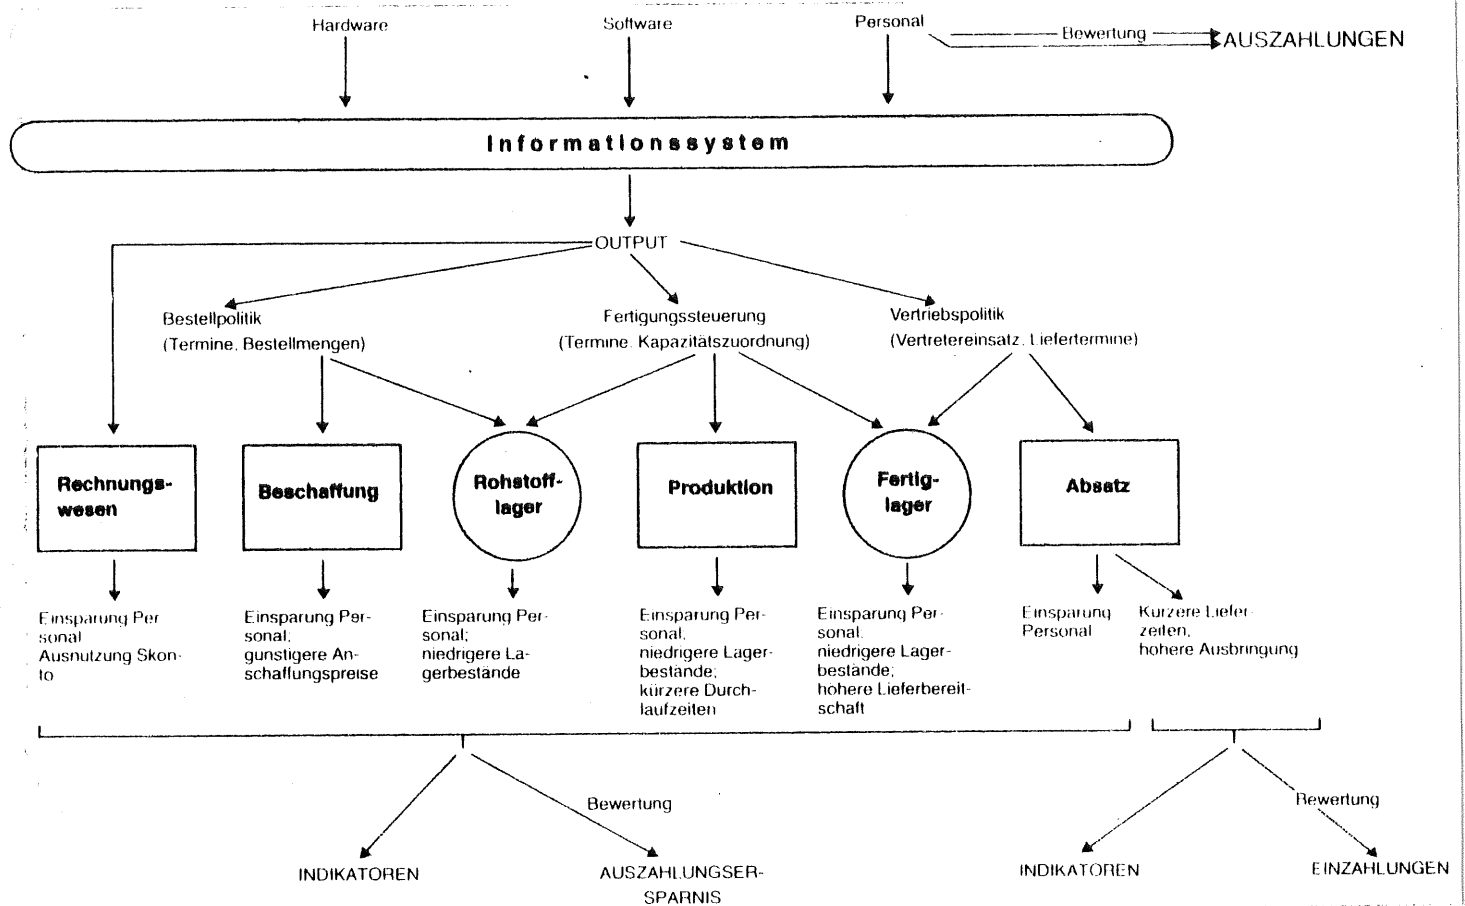 Hardware
Software
Personal
Bewertung
AUSZAHLUNGEN
Informationssystem
OUTPUT
Bestellpolitik
(Termine, Bestellmengen)
Fertigungssteuerung
(Termine, Kapazitätszuordnung)
Vertriebspolitik
(Vertretereinsatz, Liefertermine)
Rechnungs-
wesen
Beschaffung
Rohstoff-
lager
Produktion
Fertig-
lager
Absatz
Einsparung Per
sonal
Ausnutzung Skon-
to
Einsparung Per-
sonal;
gunstigere An-
schaffungspreise
Einsparung Per-
sonal;
niedrigere La-
gerbestände
Einsparung Per-
sonal,
niedrigere Lager-
bestände;
kürzere Durch-
laufzeiten
Einsparung Per-
sonal.
niedrigere Lager-
bestände;
hohere Lieferbereit-
schaft
Einsparung
Personal
Kurzere Liefer-
zeiten,
hohere Ausbringung
Bewertung
INDIKATOREN
AUSZAHLUNGSER-
SPARNIS
Bewertung
INDIKATOREN
EINZAHLUNGEN